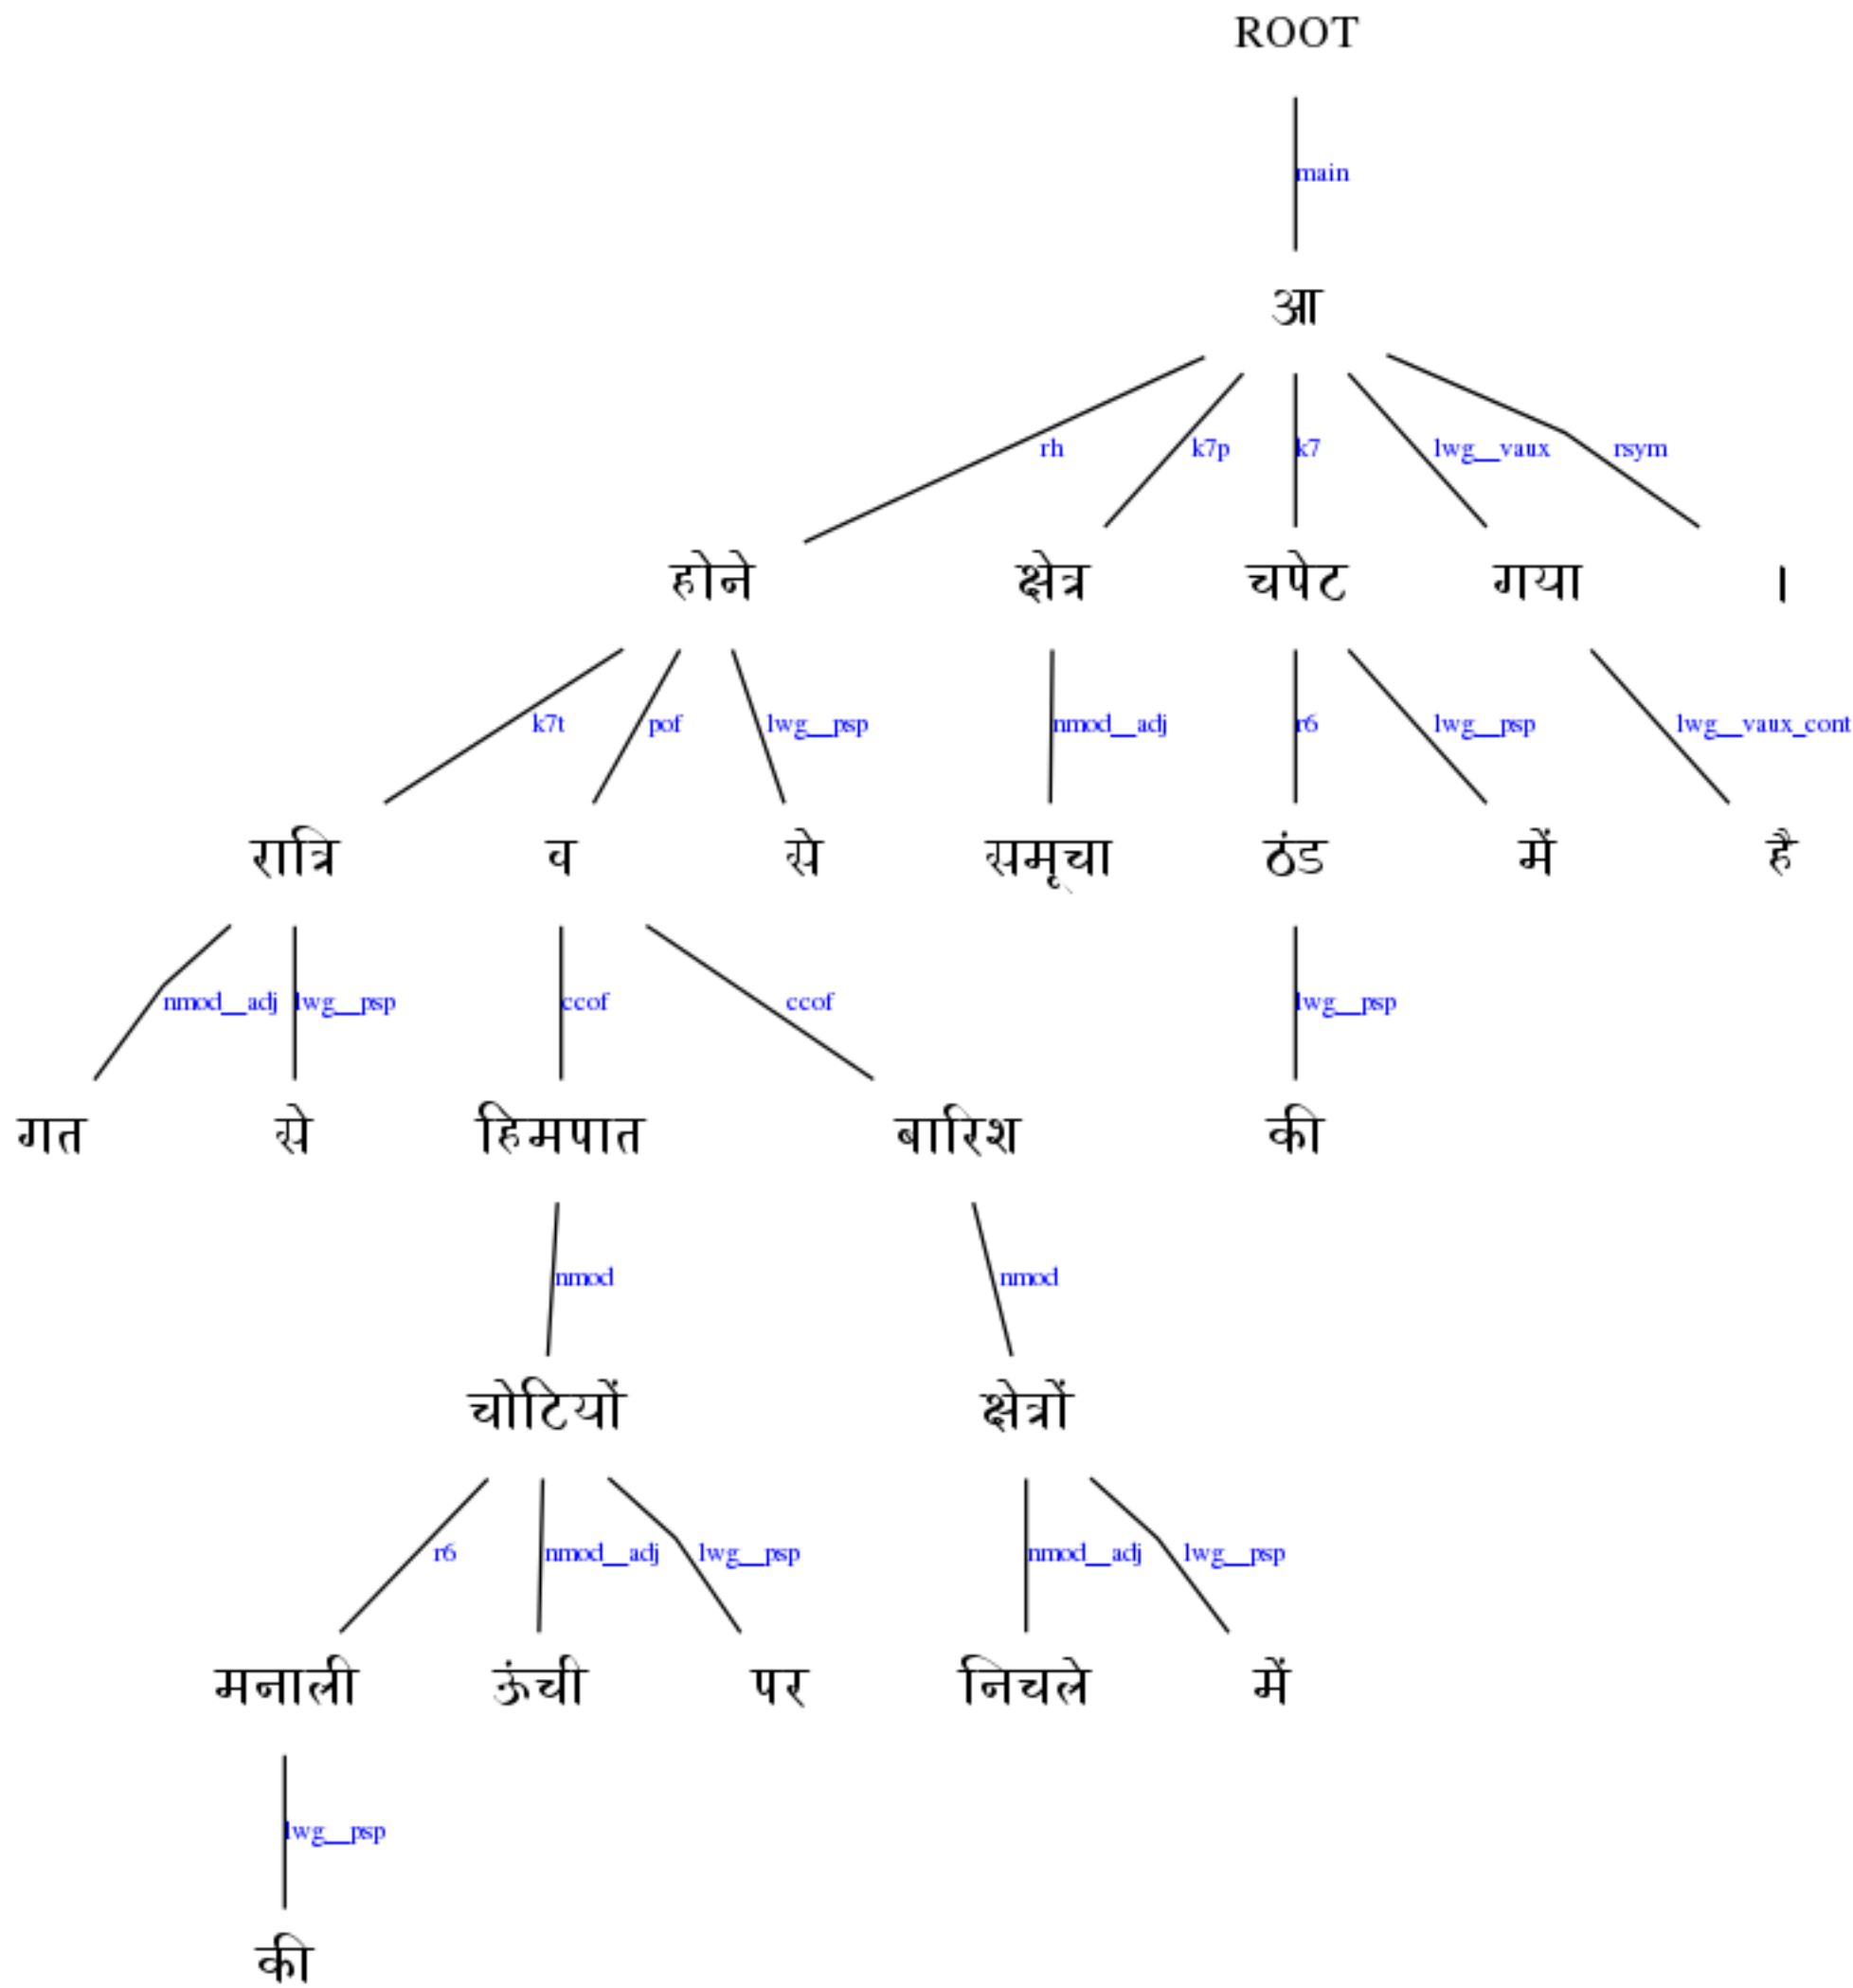 ROOT
main
आ
rh k7p k7 lwg__vaux rsym
होने क्षेत्र चपेट गया ।
k7t pof lwg__psp nmod__adj r6 lwg__psp lwg__vaux_cont
रात्रि व से समूचा ठंड में है
nmod__adj lwg__psp ccof ccof lwg__psp
गत से हिमपात बारिश की
nmod nmod
चोटियों क्षेत्रों
r6 nmod__adj lwg__psp nmod__adj lwg__psp
मनाली ऊंची पर निचले में
lwg__psp
की